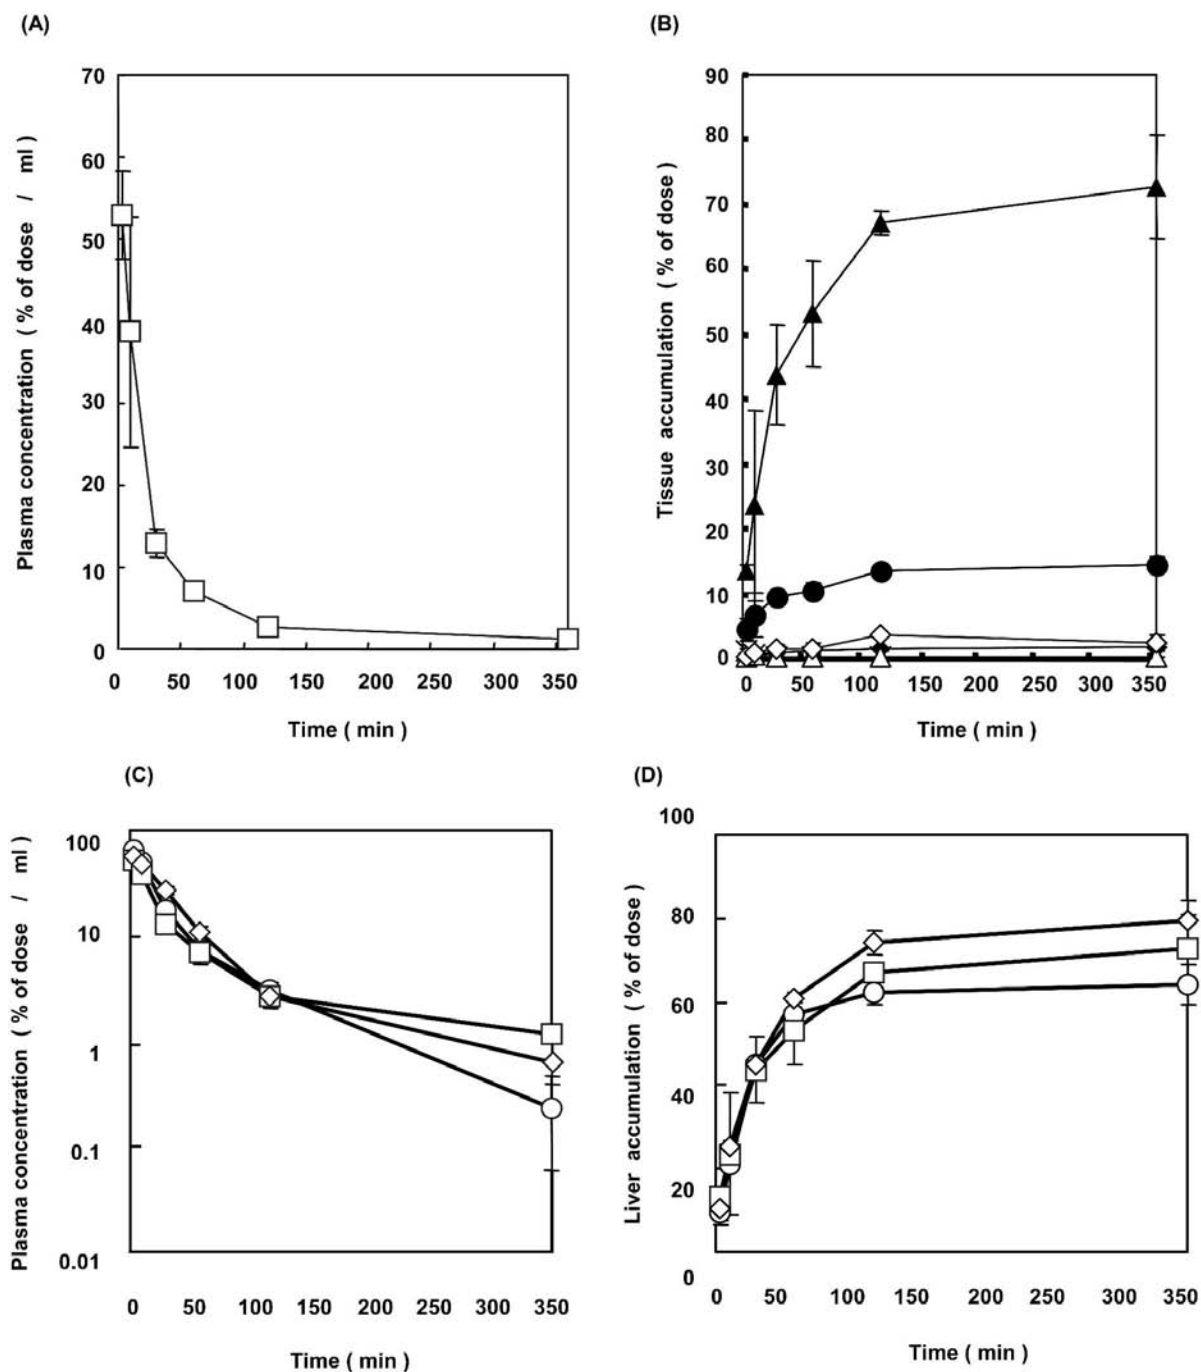 (A)
(B)
70
60
50
40
30
20
10
0
Plasma concentration ( % of dose / ml )
0 50 100 150 200 250 300 350
Time ( min )
90
80
70
60
50
40
30
20
10
0
Tissue accumulation ( % of dose )
0 50 100 150 200 250 300 350
Time ( min )
(C)
(D)
100
10
1
0.1
0.01
Plasma concentration ( % of dose / ml )
0 50 100 150 200 250 300 350
Time ( min )
100
80
60
40
20
0
Liver accumulation ( % of dose )
0 50 100 150 200 250 300 350
Time ( min )